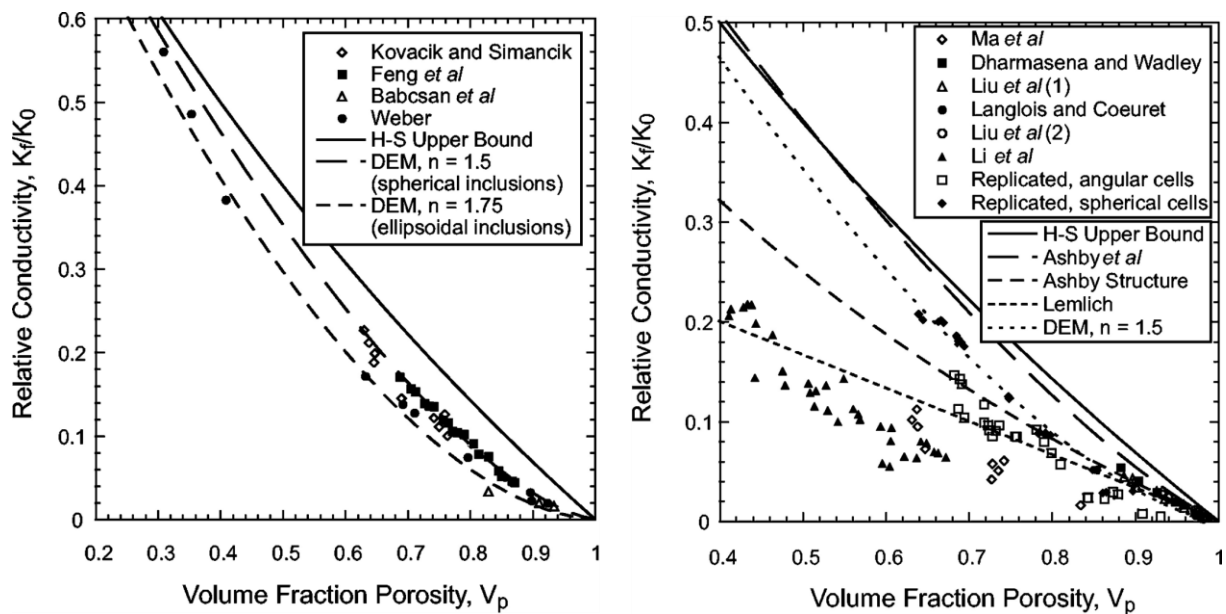 0.6
0.5
0.4
0.3
0.2
0.1
0
0.2 0.3 0.4 0.5 0.6 0.7 0.8 0.9 1
Relative Conductivity, Kf/K0
Volume Fraction Porosity, Vp
Kovacik and Simancik
Feng et al
Babcsan et al
Weber
H-S Upper Bound
DEM, n = 1.5
(spherical inclusions)
DEM, n = 1.75
(ellipsoidal inclusions)
0.5
0.4
0.3
0.2
0.1
0
0.4 0.5 0.6 0.7 0.8 0.9 1
Relative Conductivity, Kf/K0
Volume Fraction Porosity, Vp
Ma et al
Dharmasena and Wadley
Liu et al (1)
Langlois and Coeuret
Liu et al (2)
Li et al
Replicated, angular cells
Replicated, spherical cells
H-S Upper Bound
Ashby et al
Ashby Structure
Lemlich
DEM, n = 1.5